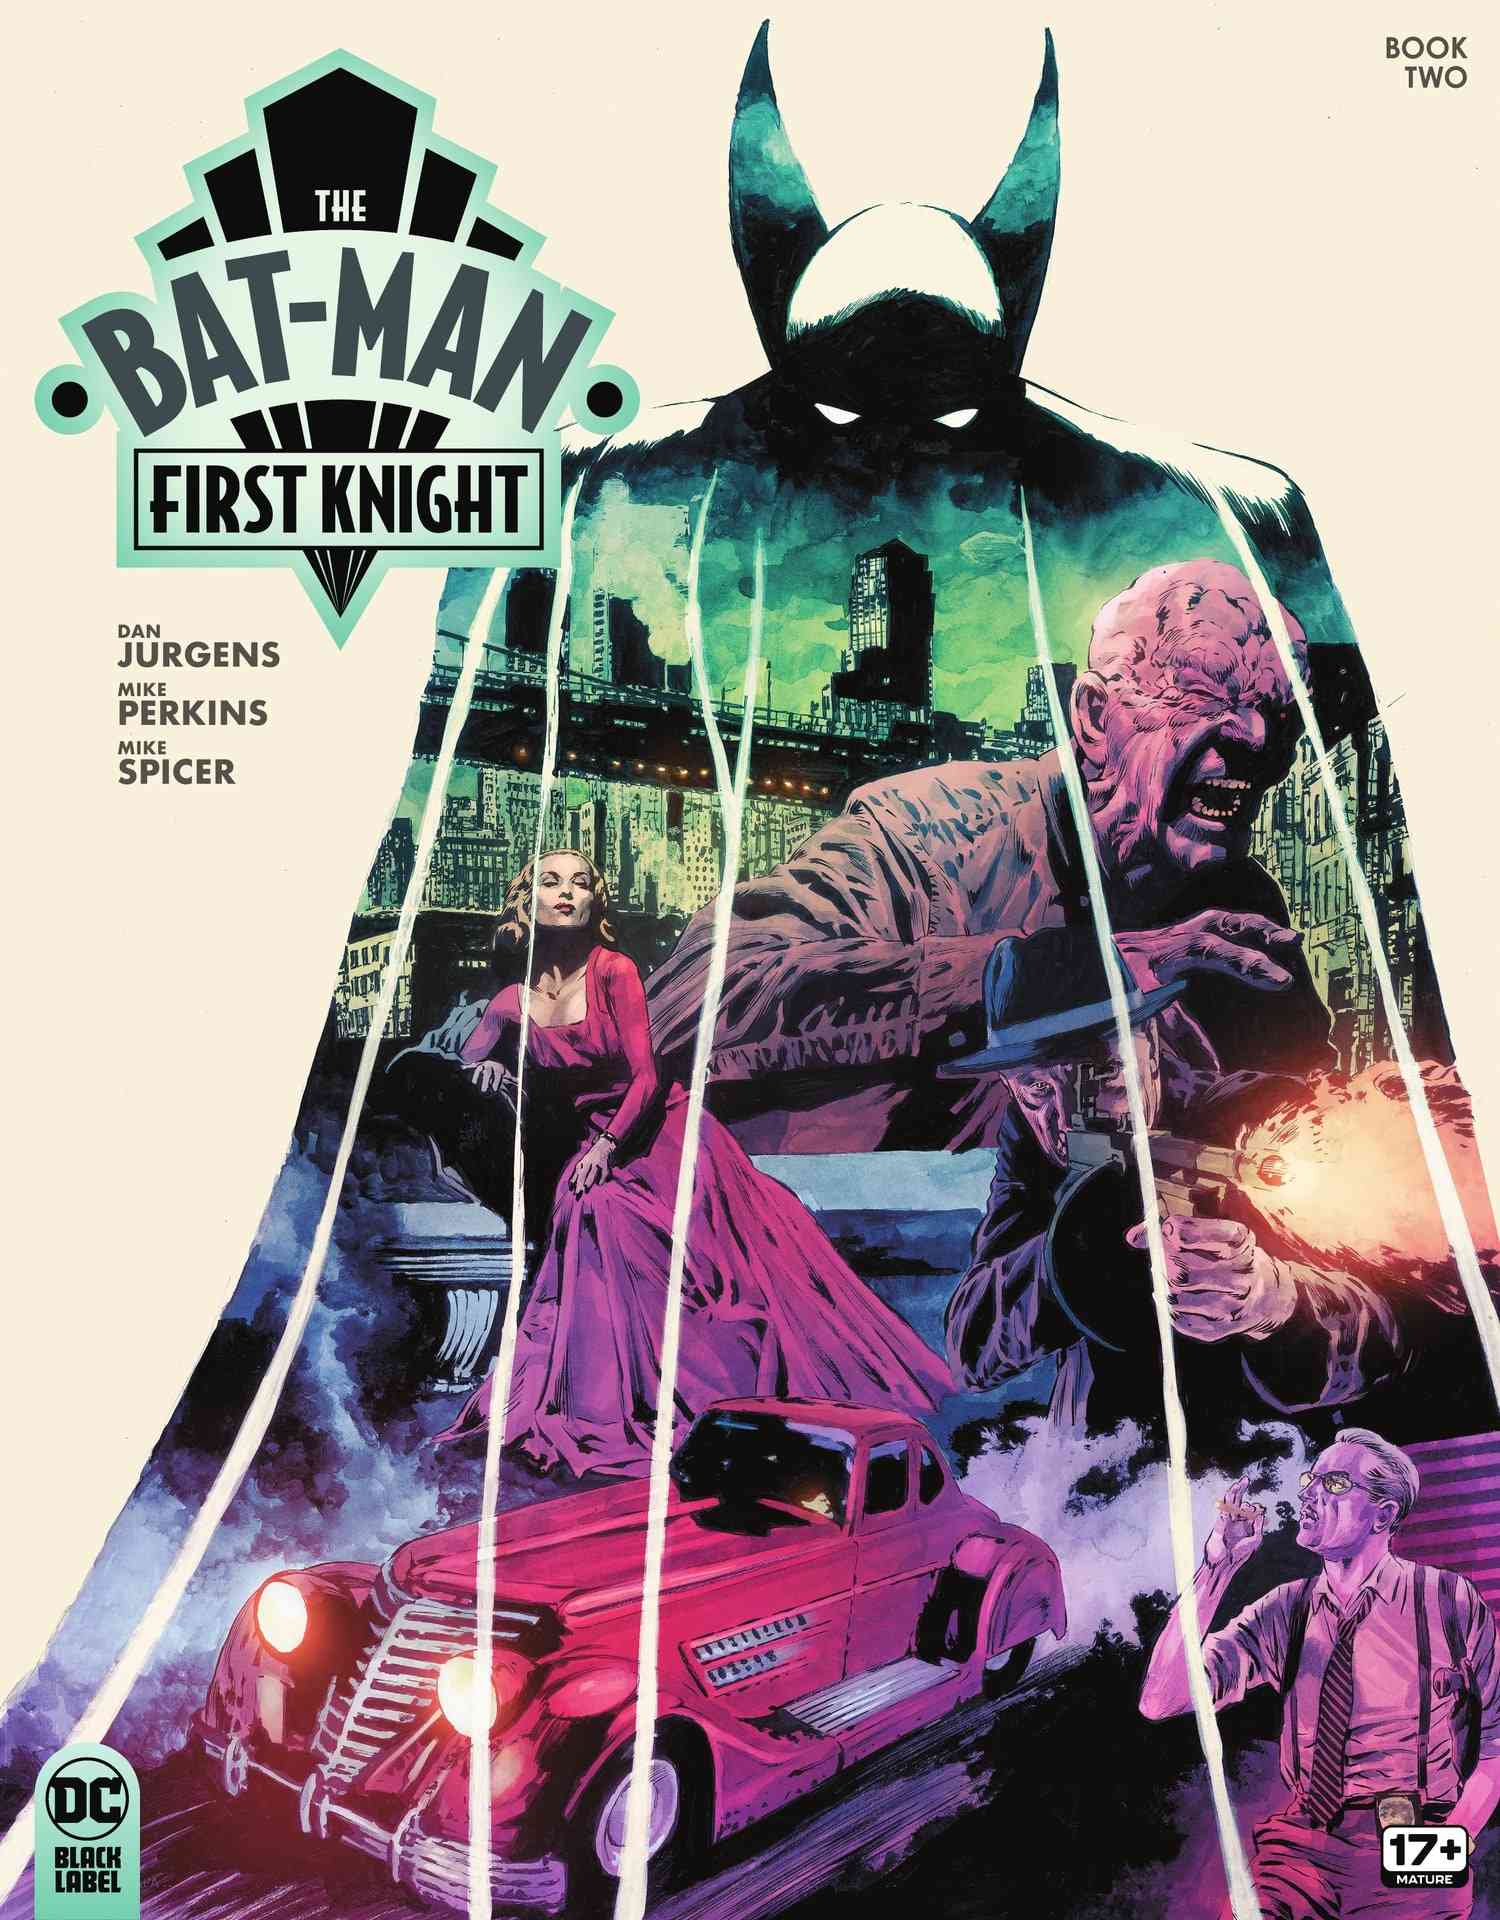 BOOK
TWO
THE
BAT-MAN
FIRST KNIGHT
DAN
JURGENS
MIKE
PERKINS
MIKE
SPICER
DC
BLACK
LABEL
17+
MATURE